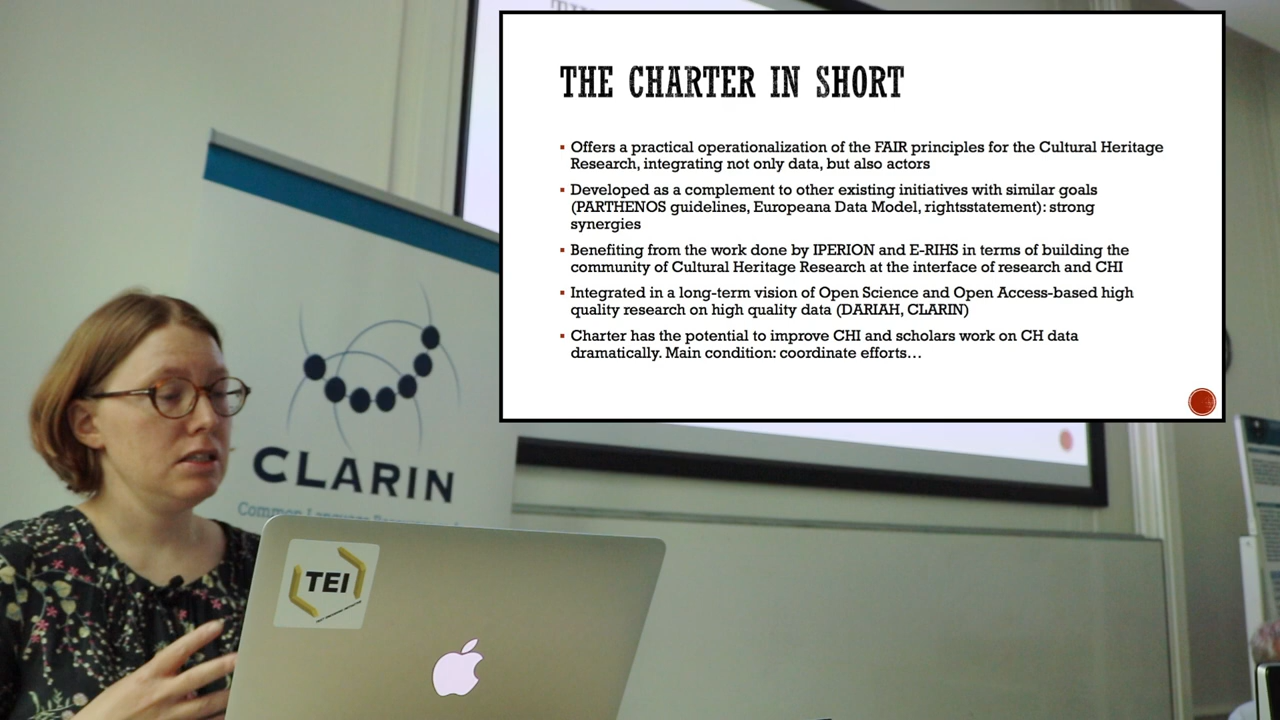 THE CHARTER IN SHORT
Offers a practical operationalization of the FAIR principles for the Cultural Heritage
Research, integrating not only data, but also actors
Developed as a complement to other existing initiatives with similar goals
(PARTHENOS guidelines, Europeana Data Model, rightsstatement): strong
synergies
Benefiting from the work done by IPERION and E-RIHS in terms of building the
community of Cultural Heritage Research at the interface of research and CHI
Integrated in a long-term vision of Open Science and Open Access-based high
quality research on high quality data (DARIAH, CLARIN)
Charter has the potential to improve CHI and scholars work on CH data
dramatically. Main condition: coordinate efforts…
CLARIN
Common Language
TEI